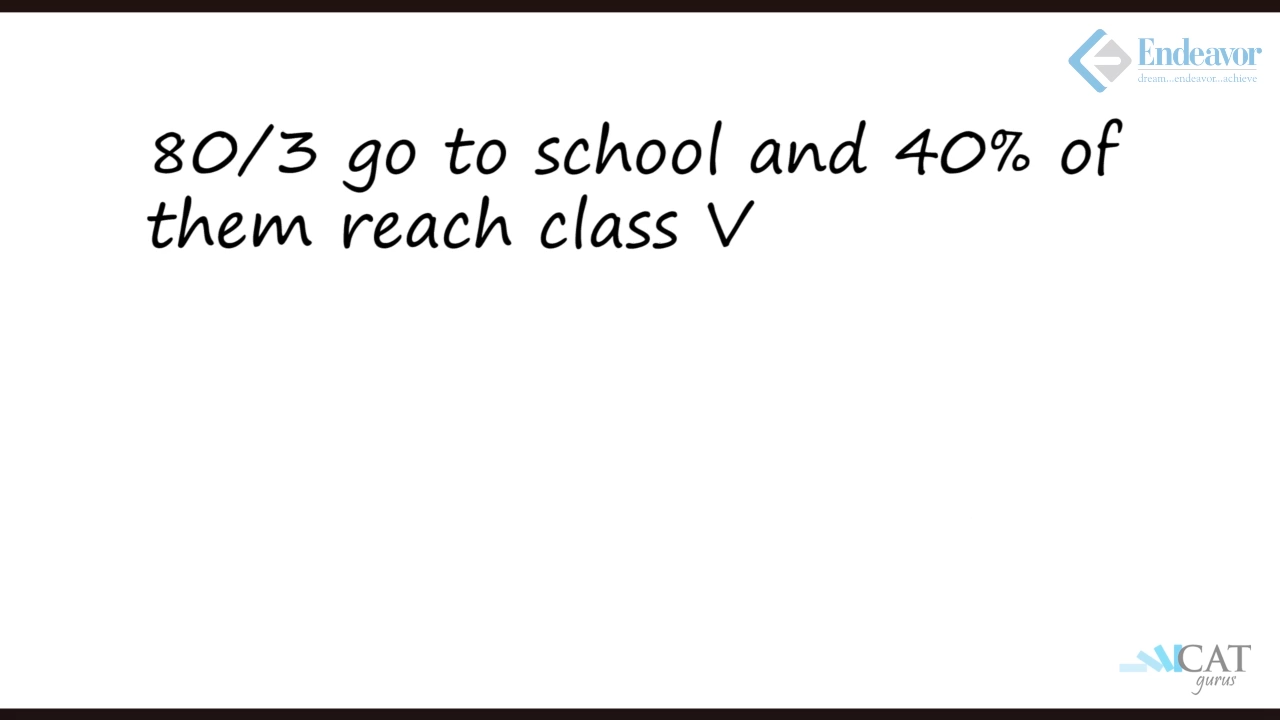 Endeavor
dream...endeavor...achieve
80/3 go to school and 40% of
them reach class V
CAT
gurus